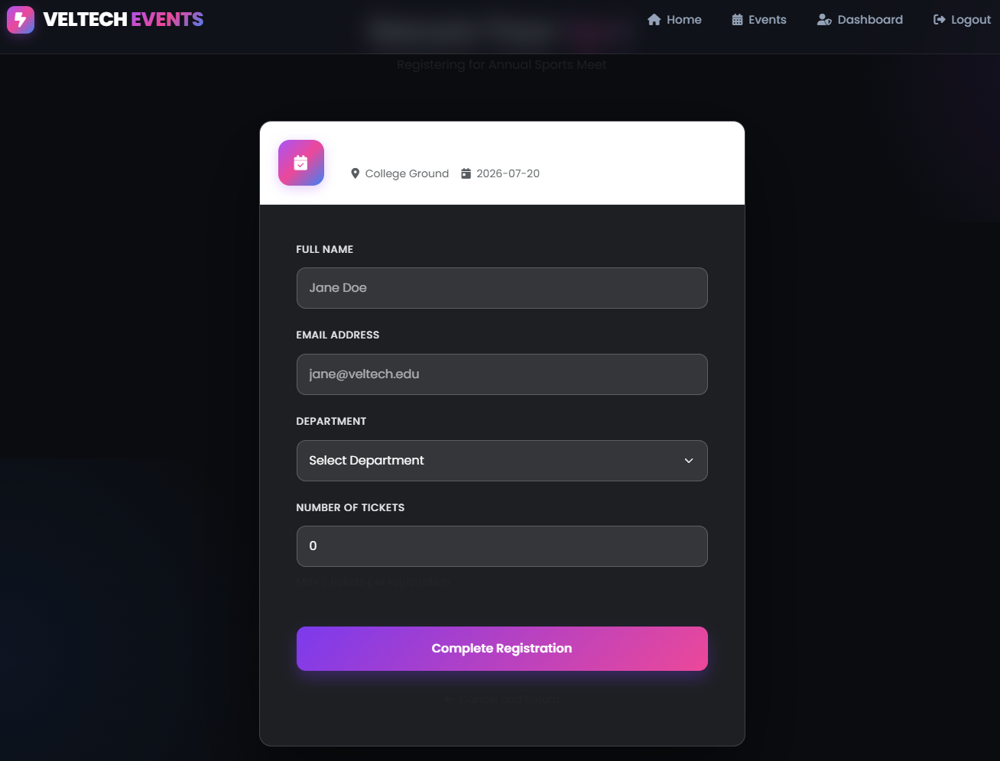 VELTECH EVENTS
Home Events Dashboard Logout
Registering for Annual Sports Meet
College Ground 2026-07-20
FULL NAME
Jane Doe
EMAIL ADDRESS
jane@veltech.edu
DEPARTMENT
Select Department
NUMBER OF TICKETS
0
Max 5 tickets per registration
Complete Registration
← Cancel and Return